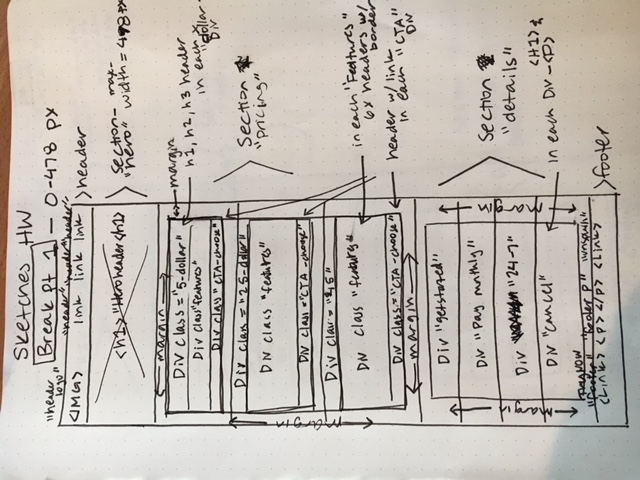 Sketches HW
Break pt 1 — 0-478 px
"header logo" "header" "header" "header"
<IMG> link link link
>header
<h1> "Hero header <h1>
Section- "hero" max-width = 478px
margin
Div class = "5-dollar"
margin
Div class "features"
h1, h2, h3 header in each "dollar" Div
Div class "CTA-choose"
Div class = "25-dollar"
margin
Div class "features"
Section "pricing"
Div class = "CTA-choose"
Div class = "45"
Div class "features"
in each "Features" 6x headers w/ border
Div class = "CTA-choose"
header w/ link in each "CTA" Div
margin
Div "getstarted"
margin
margin
Div "Pay mnthly"
Section "details"
Div "24-7"
Div "cancel"
in each Div - <H1> & <P>
"footer" "footer p" "unspwn"
<Link> <p> </p> <Link>
>footer